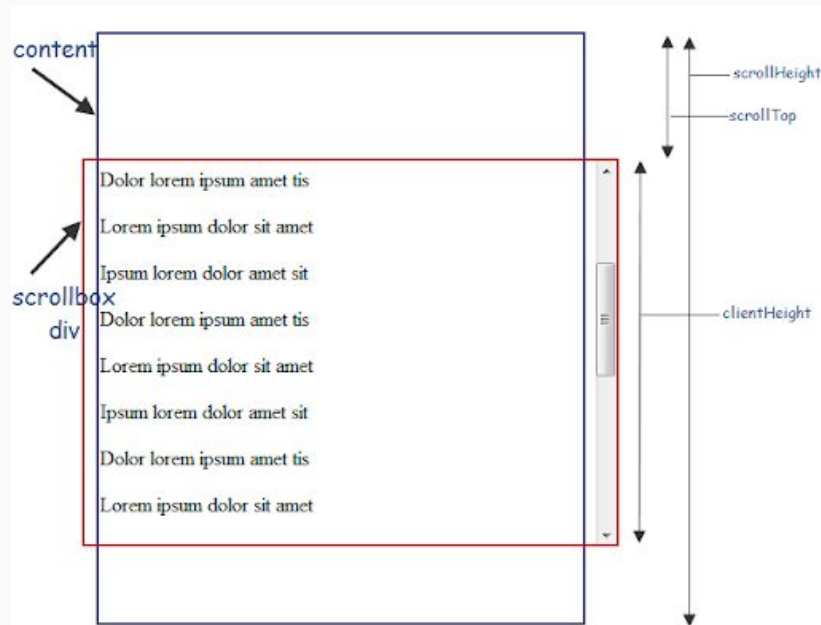 content
scrollHeight
scrollTop
Dolor lorem ipsum amet tis
Lorem ipsum dolor sit amet
Ipsum lorem dolor amet sit
scrollbox
div
Dolor lorem ipsum amet tis
clientHeight
Lorem ipsum dolor sit amet
Ipsum lorem dolor amet sit
Dolor lorem ipsum amet tis
Lorem ipsum dolor sit amet